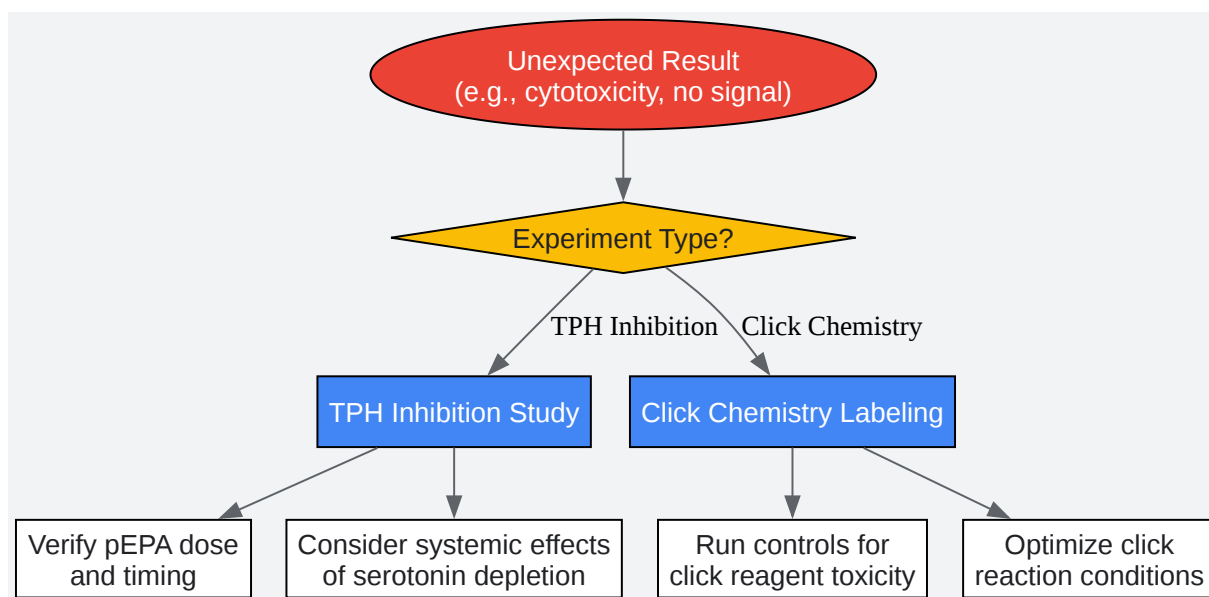 Unexpected Result
(e.g., cytotoxicity, no signal)
Experiment Type?
TPH Inhibition
Click Chemistry
TPH Inhibition Study
Click Chemistry Labeling
Verify pEPA dose
and timing
Consider systemic effects
of serotonin depletion
Run controls for
click reagent toxicity
Optimize click
reaction conditions